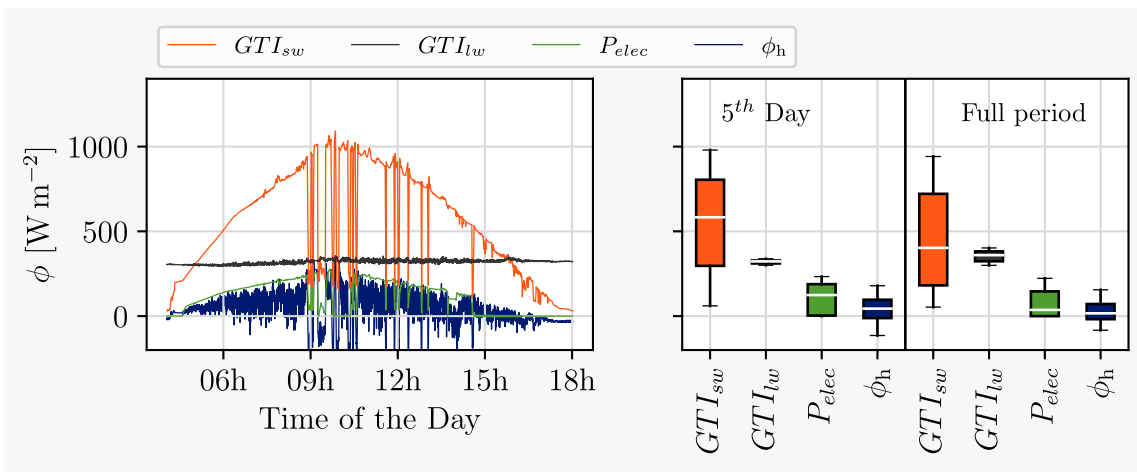 GTI_sw GTI_lw P_elec ϕ_h
ϕ [W m⁻²]
1000
500
0
06h 09h 12h 15h 18h
Time of the Day
5th Day Full period
GTI_sw GTI_lw P_elec ϕ_h GTI_sw GTI_lw P_elec ϕ_h